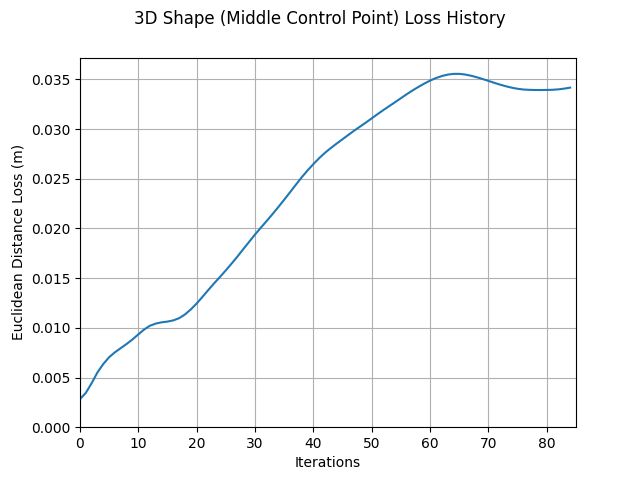 3D Shape (Middle Control Point) Loss History
0.035
0.030
0.025
0.020
0.015
0.010
0.005
0.000
Euclidean Distance Loss (m)
0 10 20 30 40 50 60 70 80
Iterations